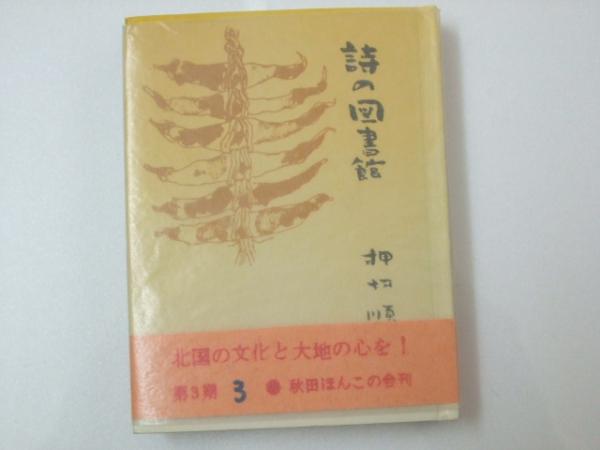 詩の図書館
押切順
北国の文化と大地の心を!
第3期 3 秋田ほんこの会刊